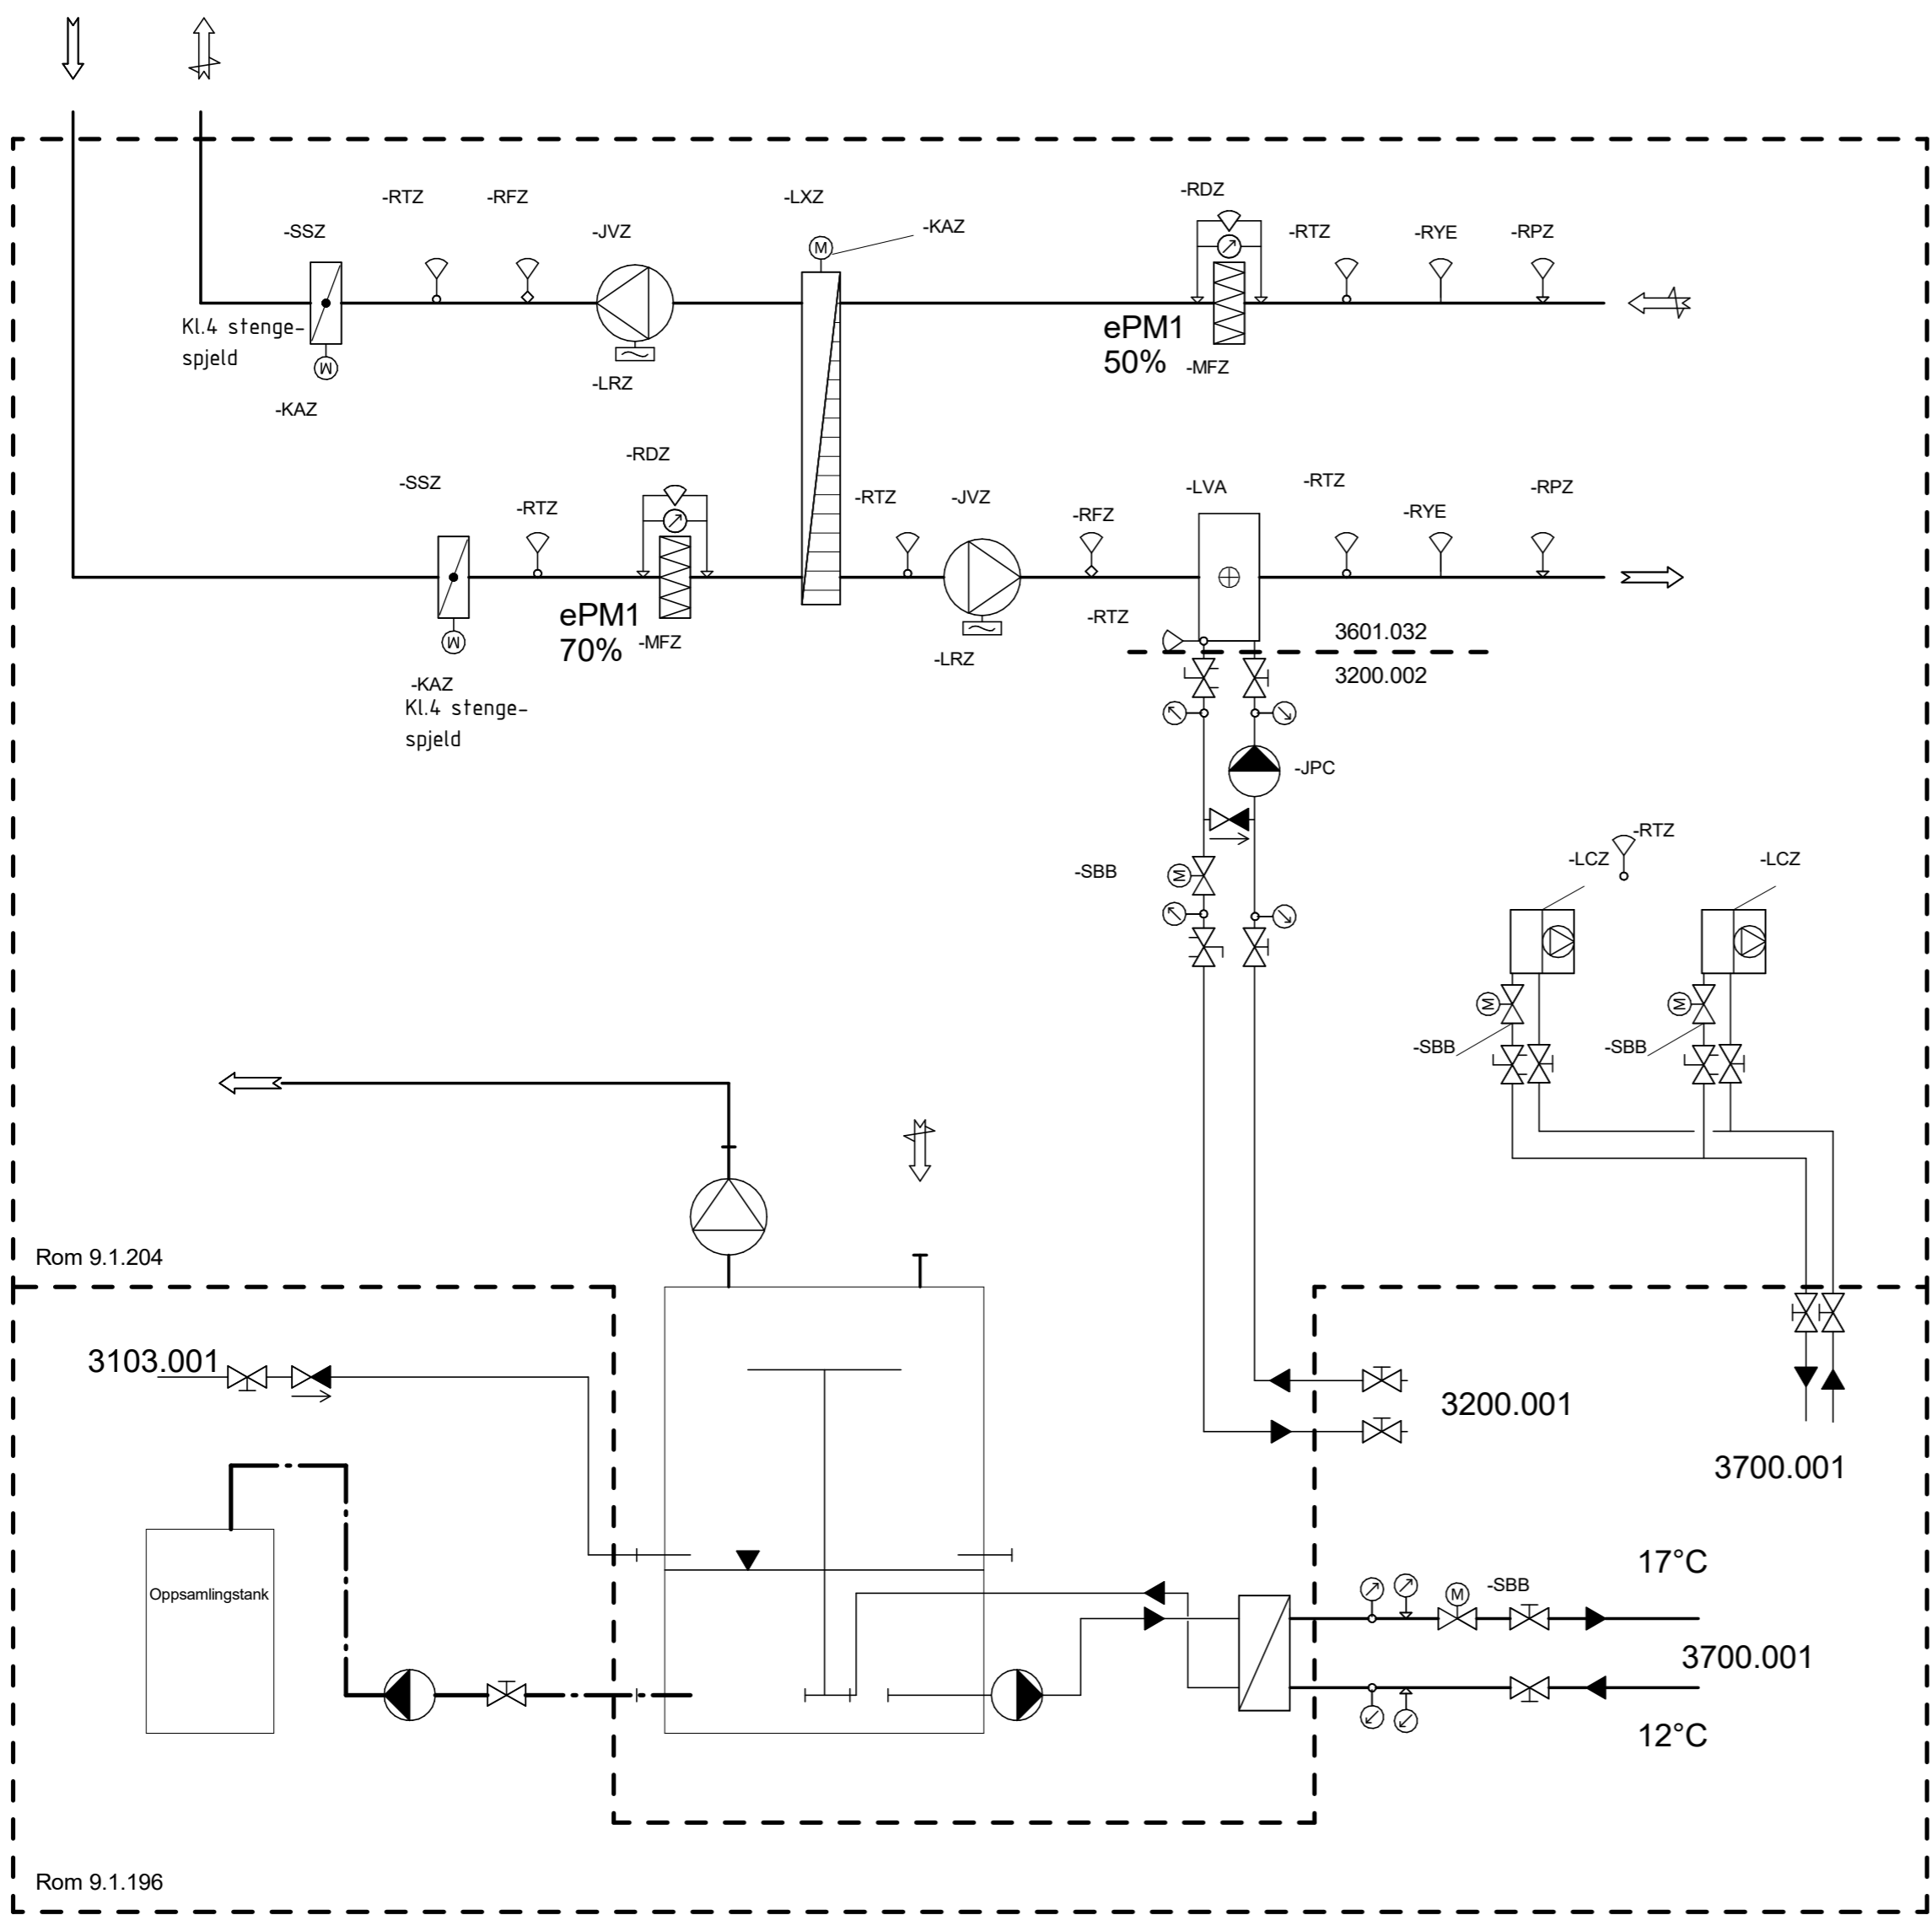 -RTZ
-RFZ
-LXZ
-RDZ
-SSZ
-JVZ
-KAZ
-RTZ
-RYE
-RPZ
M
Kl.4 stenge-
spjeld
ePM1
50%
-MFZ
M
-LRZ
-KAZ
-RDZ
-SSZ
-RTZ
-RTZ
-JVZ
-LVA
-RTZ
-RPZ
-RFZ
-RYE
ePM1
70%
-MFZ
-RTZ
M
-LRZ
3601.032
3200.002
-KAZ
Kl.4 stenge-
spjeld
-JPC
-RTZ
-LCZ
-LCZ
-SBB
M
M
M
-SBB
-SBB
Rom 9.1.204
3103.001
3200.001
3700.001
Oppsamlingstank
17°C
M
-SBB
3700.001
12°C
Rom 9.1.196